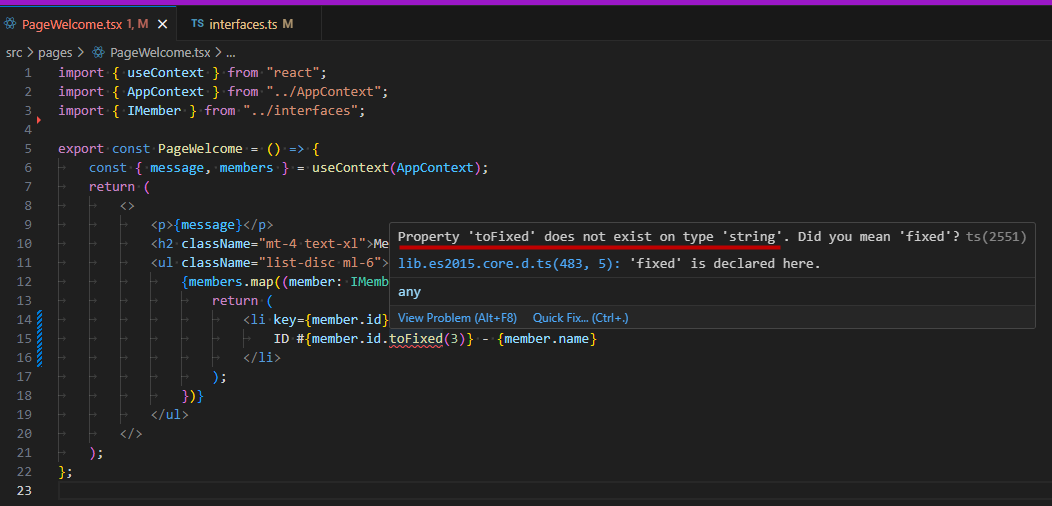 PageWelcome.tsx 1, M ✕ TS interfaces.ts M
src > pages > PageWelcome.tsx > ...
1 import { useContext } from "react";
2 import { AppContext } from "../AppContext";
3 import { IMember } from "../interfaces";
4
5 export const PageWelcome = () => {
6 const { message, members } = useContext(AppContext);
7 return (
8 <>
9 <p>{message}</p>
10 <h2 className="mt-4 text-xl">Me
11 <ul className="list-disc ml-6">
12 {members.map((member: IMemb
13 return (
14 <li key={member.id}
15 ID #{member.id.toFixed(3)} - {member.name}
16 </li>
17 );
18 })}
19 </ul>
20 </>
21 );
22 };
23
Property 'toFixed' does not exist on type 'string'. Did you mean 'fixed'? ts(2551)
lib.es2015.core.d.ts(483, 5): 'fixed' is declared here.
any
View Problem (Alt+F8) Quick Fix... (Ctrl+.)